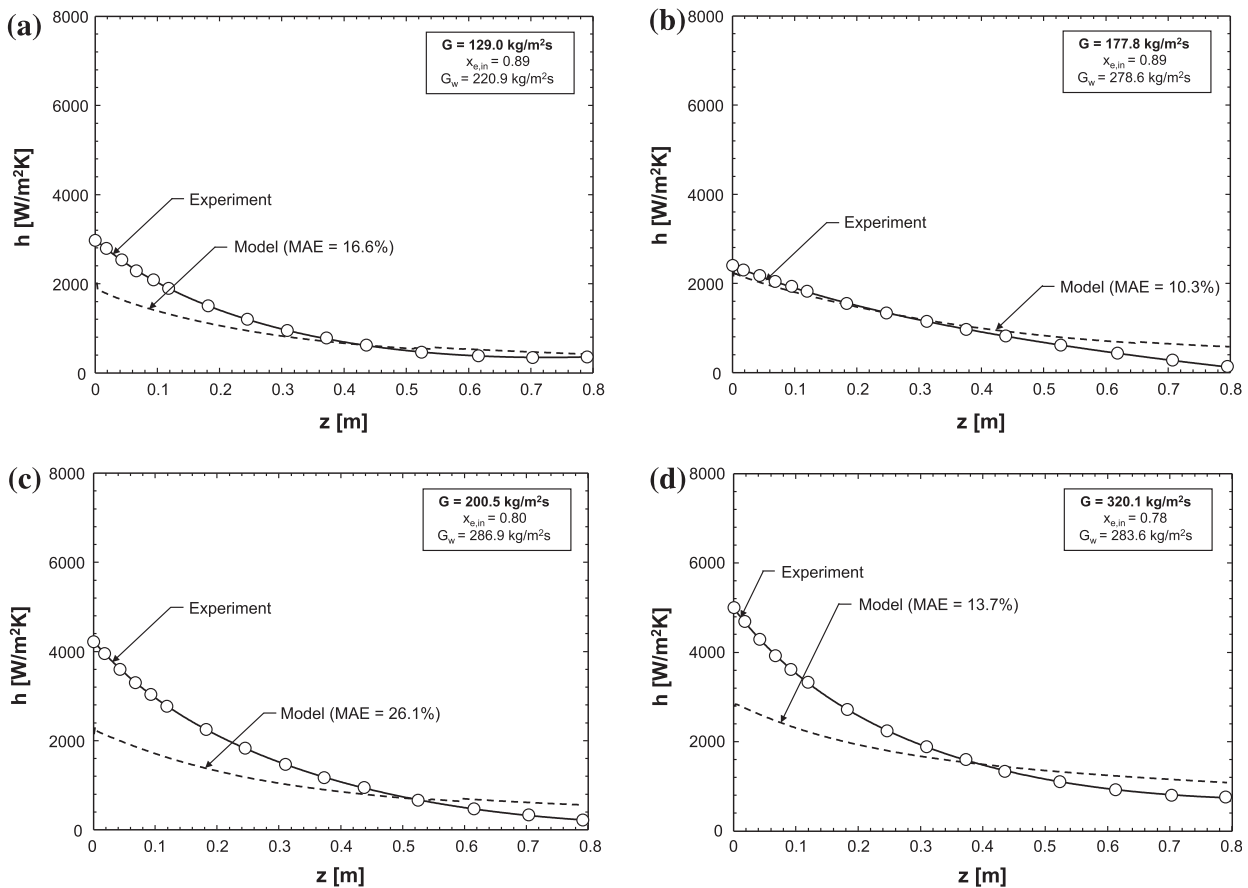 (a)
8000
6000
4000
2000
0
h [W/m²K]
G = 129.0 kg/m²s
x_e,in = 0.89
G_w = 220.9 kg/m²s
Experiment
Model (MAE = 16.6%)
0 0.1 0.2 0.3 0.4 0.5 0.6 0.7 0.8
z [m]
(b)
8000
6000
4000
2000
0
h [W/m²K]
G = 177.8 kg/m²s
x_e,in = 0.89
G_w = 278.6 kg/m²s
Experiment
Model (MAE = 10.3%)
0 0.1 0.2 0.3 0.4 0.5 0.6 0.7 0.8
z [m]
(c)
8000
6000
4000
2000
0
h [W/m²K]
G = 200.5 kg/m²s
x_e,in = 0.80
G_w = 286.9 kg/m²s
Experiment
Model (MAE = 26.1%)
0 0.1 0.2 0.3 0.4 0.5 0.6 0.7 0.8
z [m]
(d)
8000
6000
4000
2000
0
h [W/m²K]
G = 320.1 kg/m²s
x_e,in = 0.78
G_w = 283.6 kg/m²s
Experiment
Model (MAE = 13.7%)
0 0.1 0.2 0.3 0.4 0.5 0.6 0.7 0.8
z [m]